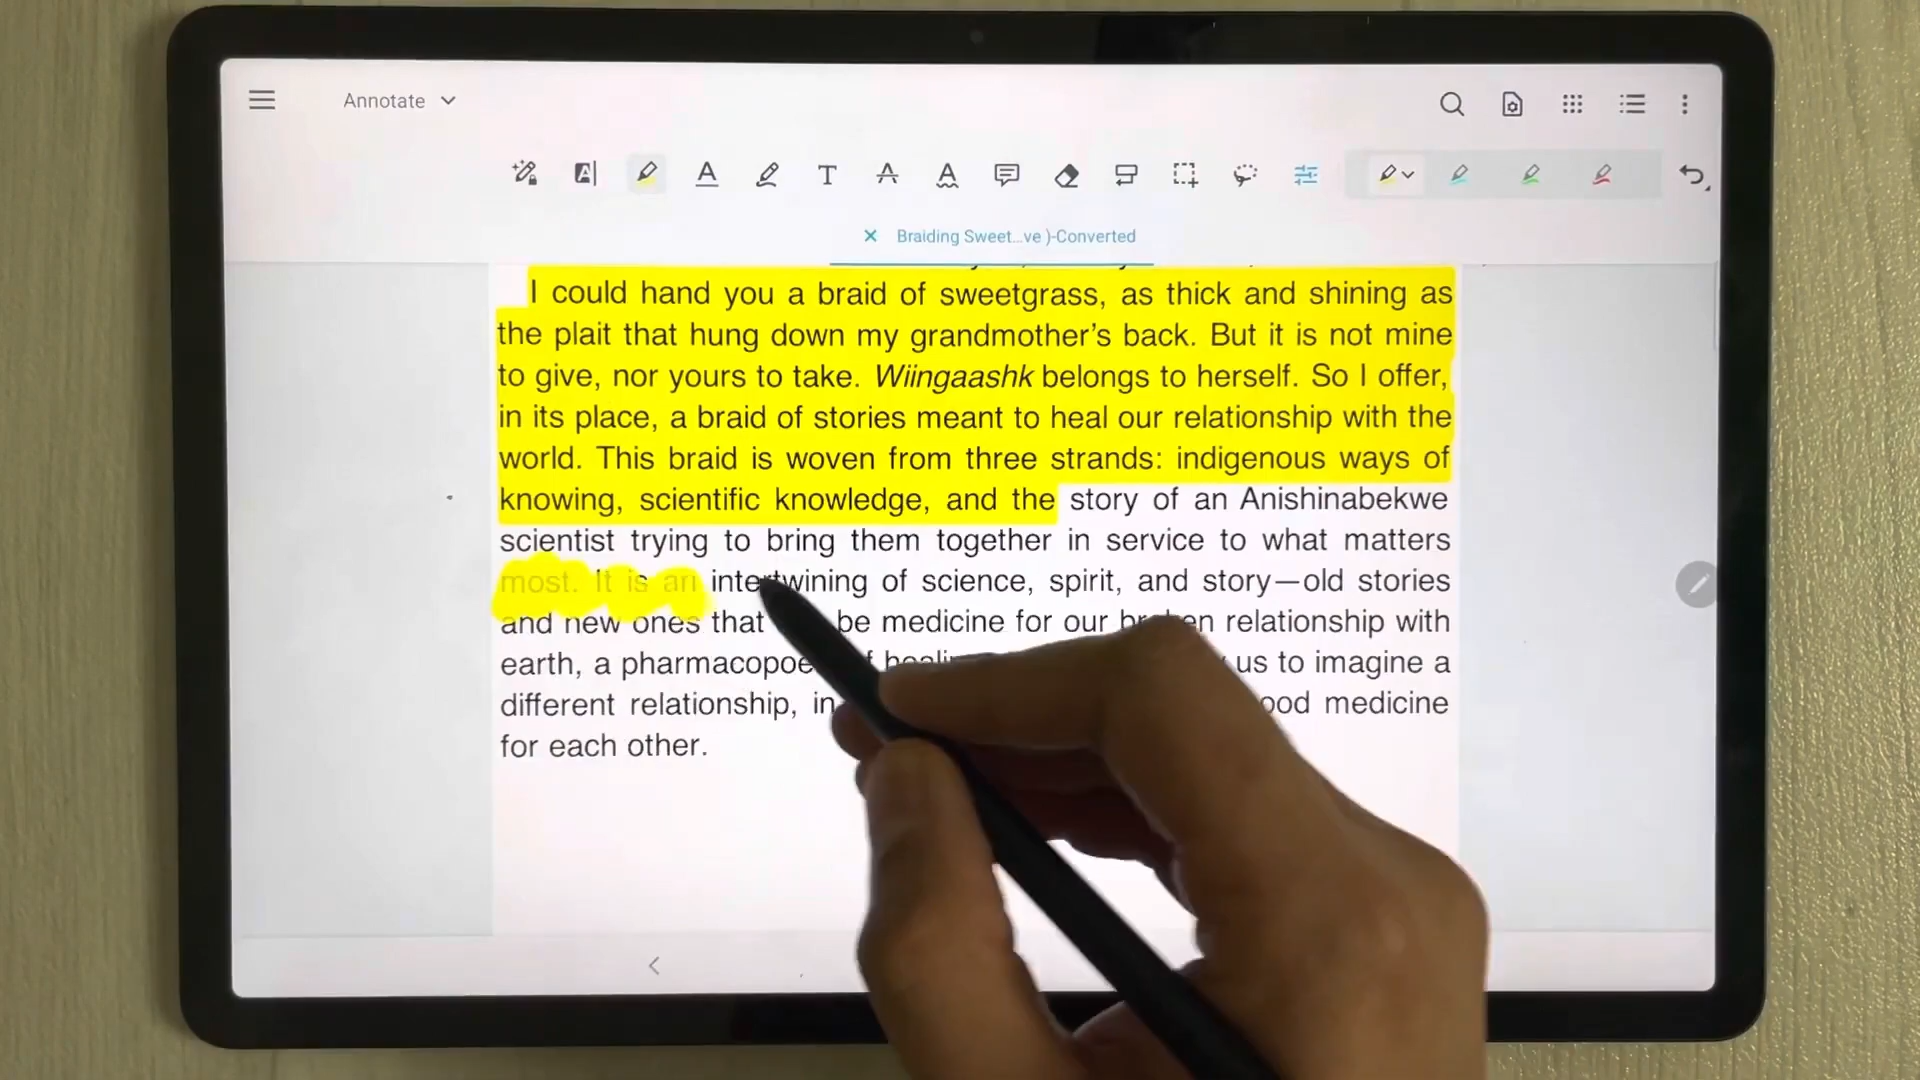 Annotate
Braiding Sweet...ve )-Converted
I could hand you a braid of sweetgrass, as thick and shining as
the plait that hung down my grandmother's back. But it is not mine
to give, nor yours to take. Wiingaashk belongs to herself. So I offer,
in its place, a braid of stories meant to heal our relationship with the
world. This braid is woven from three strands: indigenous ways of
knowing, scientific knowledge, and the story of an Anishinabekwe
scientist trying to bring them together in service to what matters
most. It is an intertwining of science, spirit, and story—old stories
and new ones that be medicine for our broken relationship with
earth, a us to imagine a
different relationship, in medicine
for each other.